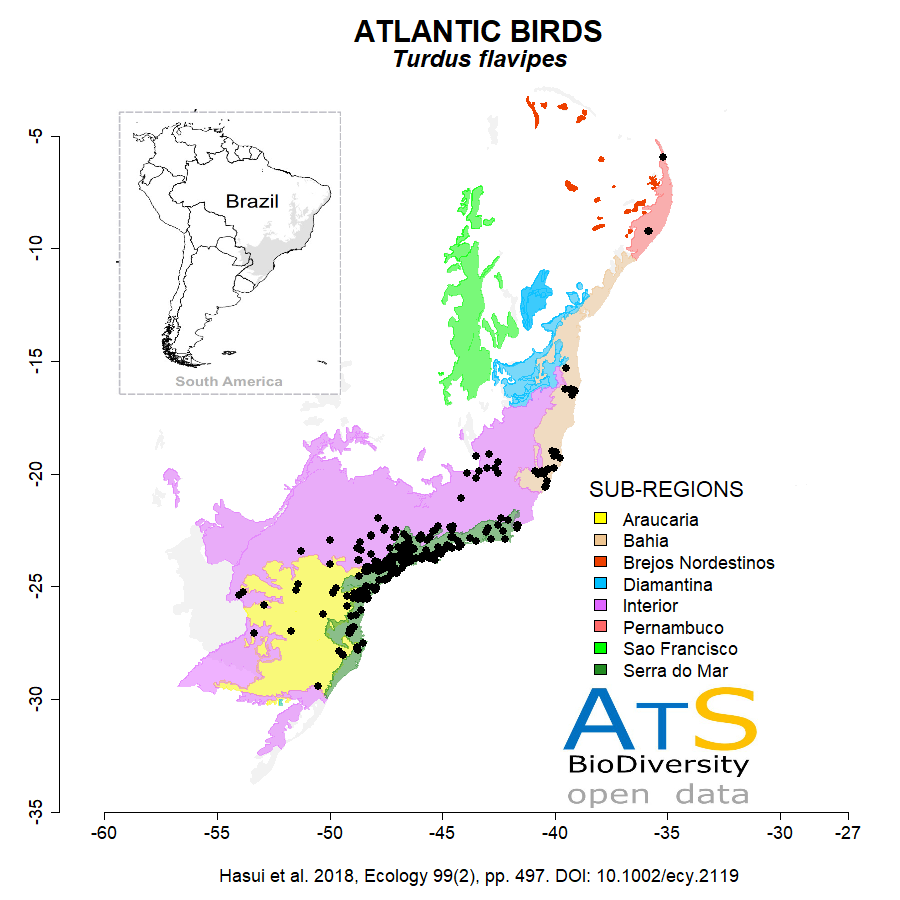 ATLANTIC BIRDS
Turdus flavipes
-5
-10
-15
-20
-25
-30
-35
Brazil
South America
SUB-REGIONS
Araucaria
Bahia
Brejos Nordestinos
Diamantina
Interior
Pernambuco
Sao Francisco
Serra do Mar
ATS
BioDiversity
open data
-60
-55
-50
-45
-40
-35
-30
-27
Hasui et al. 2018, Ecology 99(2), pp. 497. DOI: 10.1002/ecy.2119